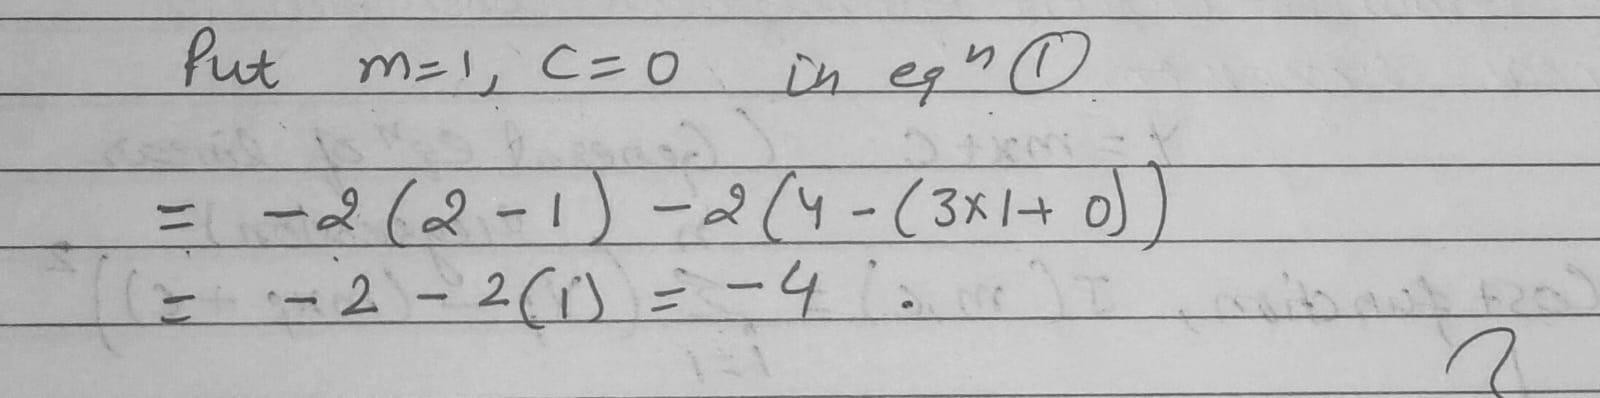 Put m=1, C=0 in eqⁿ ①
= -2(2-1) -2(4-(3×1+0))
= -2 -2(1) = -4 .